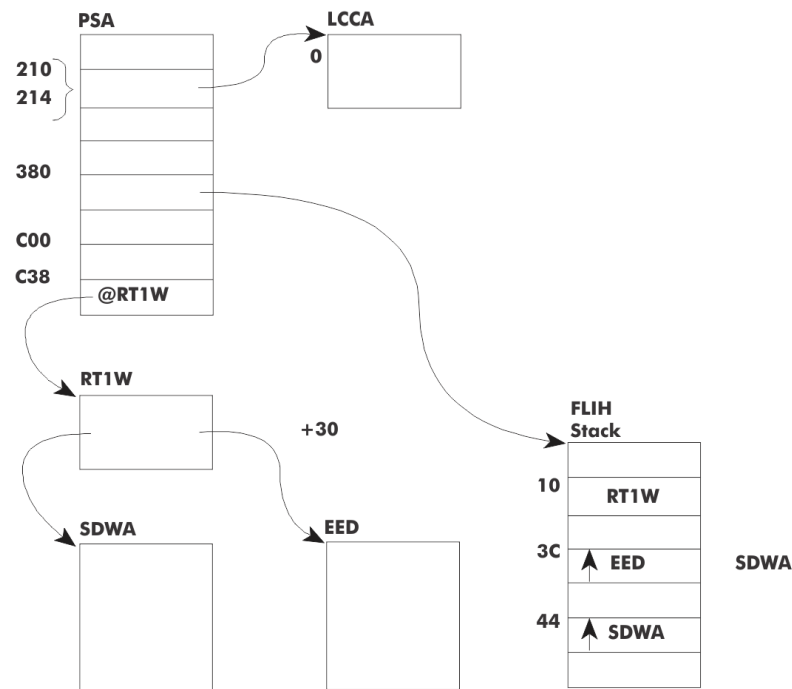 PSA
LCCA
210
0
214
380
C00
C38
@RT1W
RT1W
+30
FLIH
Stack
10
RT1W
SDWA
EED
3C
EED
SDWA
44
SDWA